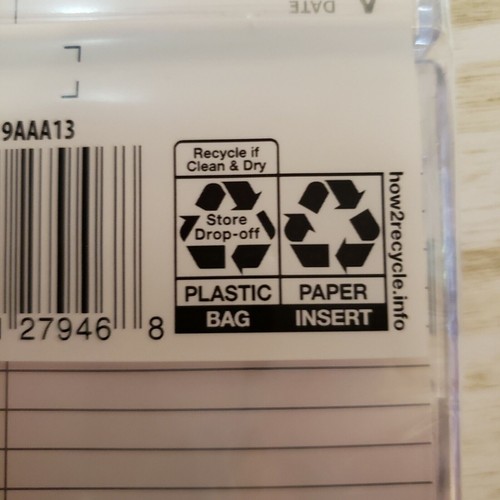 DATE
9AAA13
Recycle if
Clean & Dry
Store
Drop-off
PLASTIC
BAG
PAPER
INSERT
how2recycle.info
27946 8